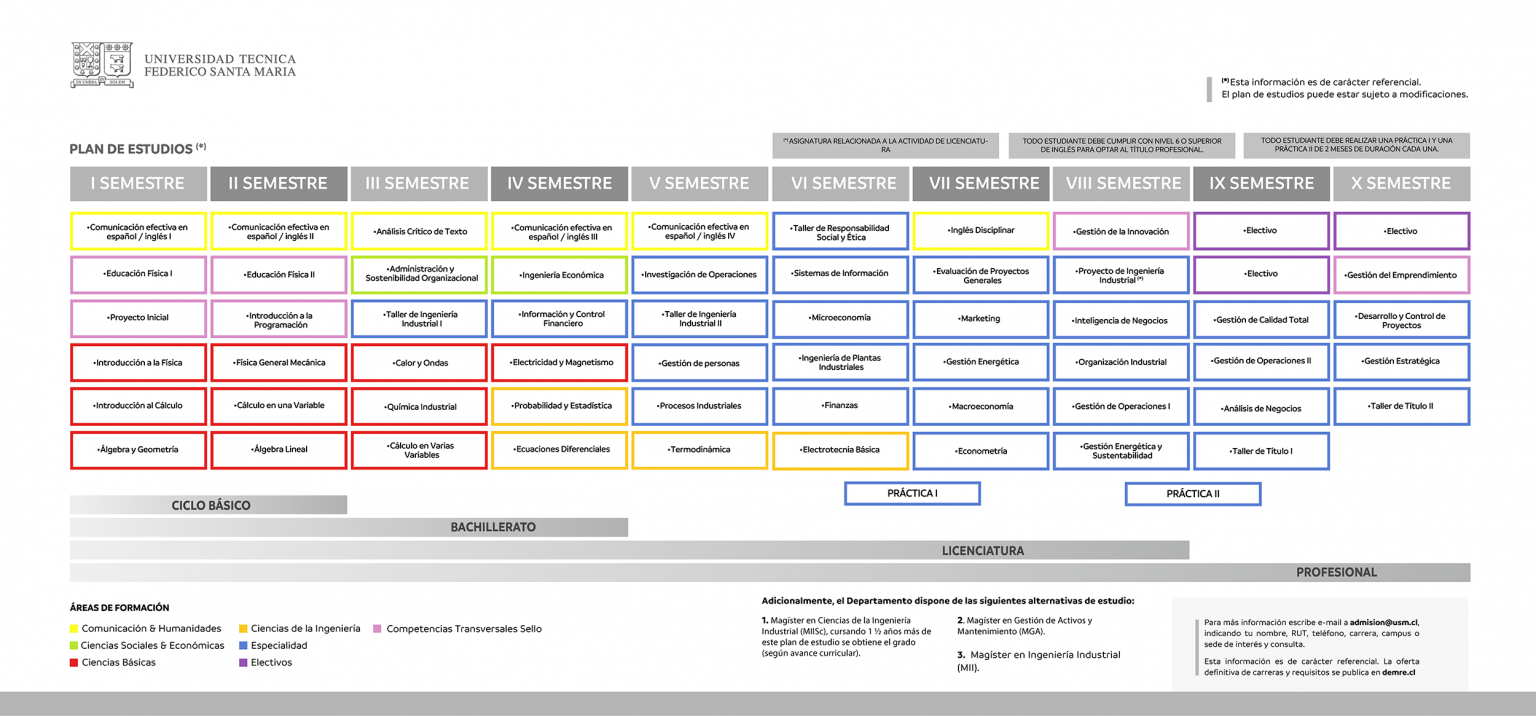 UNIVERSIDAD TECNICA
FEDERICO SANTA MARIA
EX UMBRA IN SOLEM
(*)Esta información es de carácter referencial.
El plan de estudios puede estar sujeto a modificaciones.
PLAN DE ESTUDIOS (*)
(*)ASIGNATURA RELACIONADA A LA ACTIVIDAD DE LICENCIATU-
RA
TODO ESTUDIANTE DEBE CUMPLIR CON NIVEL 6 O SUPERIOR
DE INGLÉS PARA OPTAR AL TÍTULO PROFESIONAL.
TODO ESTUDIANTE DEBE REALIZAR UNA PRÁCTICA I Y UNA
PRÁCTICA II DE 2 MESES DE DURACIÓN CADA UNA.
I SEMESTRE
II SEMESTRE
III SEMESTRE
IV SEMESTRE
V SEMESTRE
VI SEMESTRE
VII SEMESTRE
VIII SEMESTRE
IX SEMESTRE
X SEMESTRE
•Comunicación efectiva en
español / inglés I
•Comunicación efectiva en
español / inglés II
•Análisis Crítico de Texto
•Comunicación efectiva en
español / inglés III
•Comunicación efectiva en
español / inglés IV
•Taller de Responsabilidad
Social y Ética
•Inglés Disciplinar
•Gestión de la Innovación
•Electivo
•Electivo
•Educación Física I
•Educación Física II
•Administración y
Sostenibilidad Organizacional
•Ingeniería Económica
•Investigación de Operaciones
•Sistemas de Información
•Evaluación de Proyectos
Generales
•Proyecto de Ingeniería
Industrial (*)
•Electivo
•Gestión del Emprendimiento
•Proyecto Inicial
•Introducción a la
Programación
•Taller de Ingeniería
Industrial I
•Información y Control
Financiero
•Taller de Ingeniería
Industrial II
•Microeconomía
•Marketing
•Inteligencia de Negocios
•Gestión de Calidad Total
•Desarrollo y Control de
Proyectos
•Introducción a la Física
•Física General Mecánica
•Calor y Ondas
•Electricidad y Magnetismo
•Gestión de personas
•Ingeniería de Plantas
Industriales
•Gestión Energética
•Organización Industrial
•Gestión de Operaciones II
•Gestión Estratégica
•Introducción al Cálculo
•Cálculo en una Variable
•Química Industrial
•Probabilidad y Estadística
•Procesos Industriales
•Finanzas
•Macroeconomía
•Gestión de Operaciones I
•Análisis de Negocios
•Taller de Título II
•Álgebra y Geometría
•Álgebra Lineal
•Cálculo en Varias
Variables
•Ecuaciones Diferenciales
•Termodinámica
•Electrotecnia Básica
•Econometría
•Gestión Energética y
Sustentabilidad
•Taller de Título I
PRÁCTICA I
PRÁCTICA II
CICLO BÁSICO
BACHILLERATO
LICENCIATURA
PROFESIONAL
ÁREAS DE FORMACIÓN
Comunicación & Humanidades
Ciencias Sociales & Económicas
Ciencias Básicas
Ciencias de la Ingeniería
Especialidad
Electivos
Competencias Transversales Sello
Adicionalmente, el Departamento dispone de las siguientes alternativas de estudio:
1. Magíster en Ciencias de la Ingeniería
Industrial (MIISc), cursando 1 ½ años más de
este plan de estudio se obtiene el grado
(según avance curricular).
2. Magíster en Gestión de Activos y
Mantenimiento (MGA).
3. Magíster en Ingeniería Industrial
(MII).
Para más información escribe e-mail a admision@usm.cl,
indicando tu nombre, RUT, teléfono, carrera, campus o
sede de interés y consulta.
Esta información es de carácter referencial. La oferta
definitiva de carreras y requisitos se publica en demre.cl